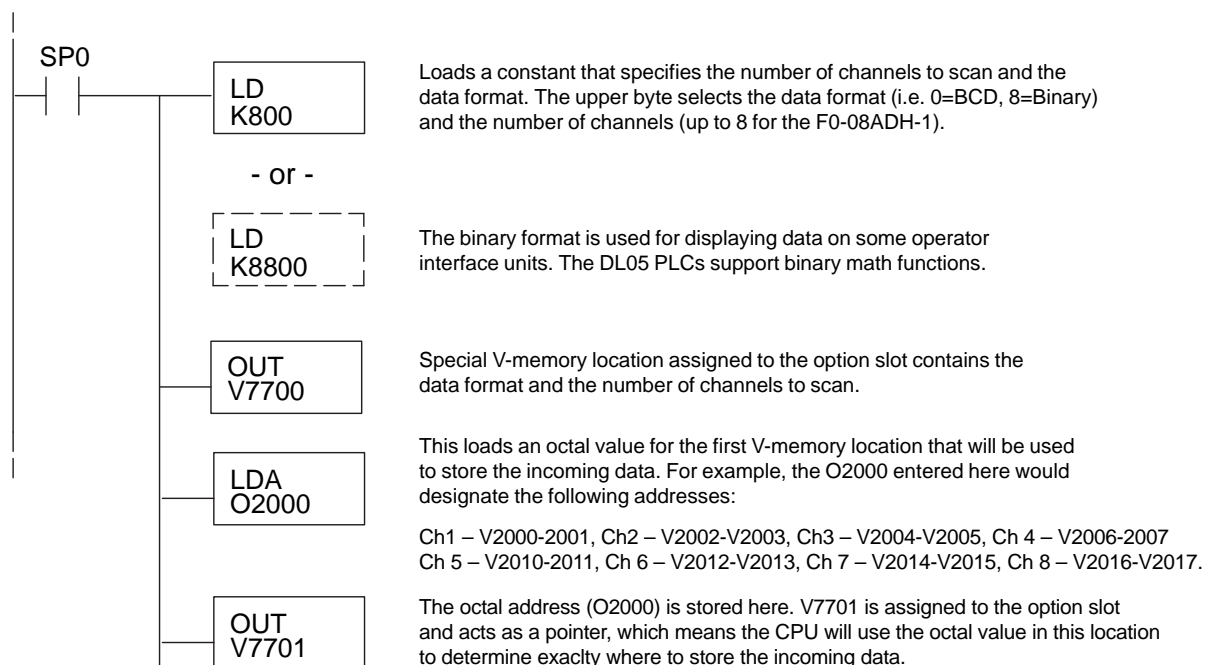 SP0
LD
K800
Loads a constant that specifies the number of channels to scan and the
data format. The upper byte selects the data format (i.e. 0=BCD, 8=Binary)
and the number of channels (up to 8 for the F0-08ADH-1).
- or -
LD
K8800
The binary format is used for displaying data on some operator
interface units. The DL05 PLCs support binary math functions.
OUT
V7700
Special V-memory location assigned to the option slot contains the
data format and the number of channels to scan.
LDA
O2000
This loads an octal value for the first V-memory location that will be used
to store the incoming data. For example, the O2000 entered here would
designate the following addresses:
Ch1 – V2000-2001, Ch2 – V2002-V2003, Ch3 – V2004-V2005, Ch 4 – V2006-2007
Ch 5 – V2010-2011, Ch 6 – V2012-V2013, Ch 7 – V2014-V2015, Ch 8 – V2016-V2017.
OUT
V7701
The octal address (O2000) is stored here. V7701 is assigned to the option slot
and acts as a pointer, which means the CPU will use the octal value in this location
to determine exaclty where to store the incoming data.